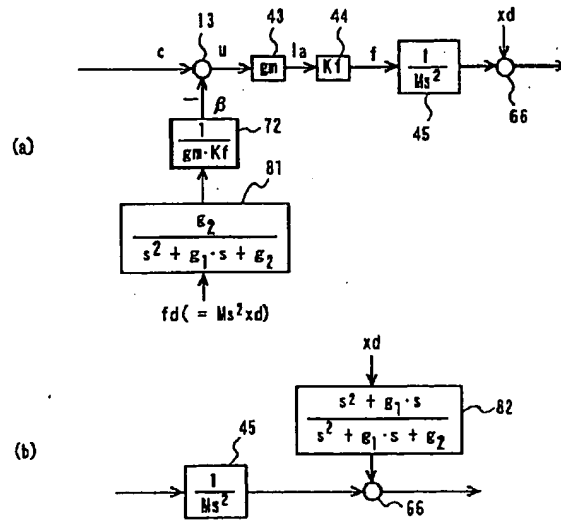 (a)
c
13
u
43
gm
Ia
44
Kf
f
1
Ms²
45
xd
66
−
β
1
gm·Kf
72
81
g₂
s² + g₁·s + g₂
fd( = Ms²xd)
(b)
45
1
Ms²
xd
s² + g₁·s
s² + g₁·s + g₂
82
66